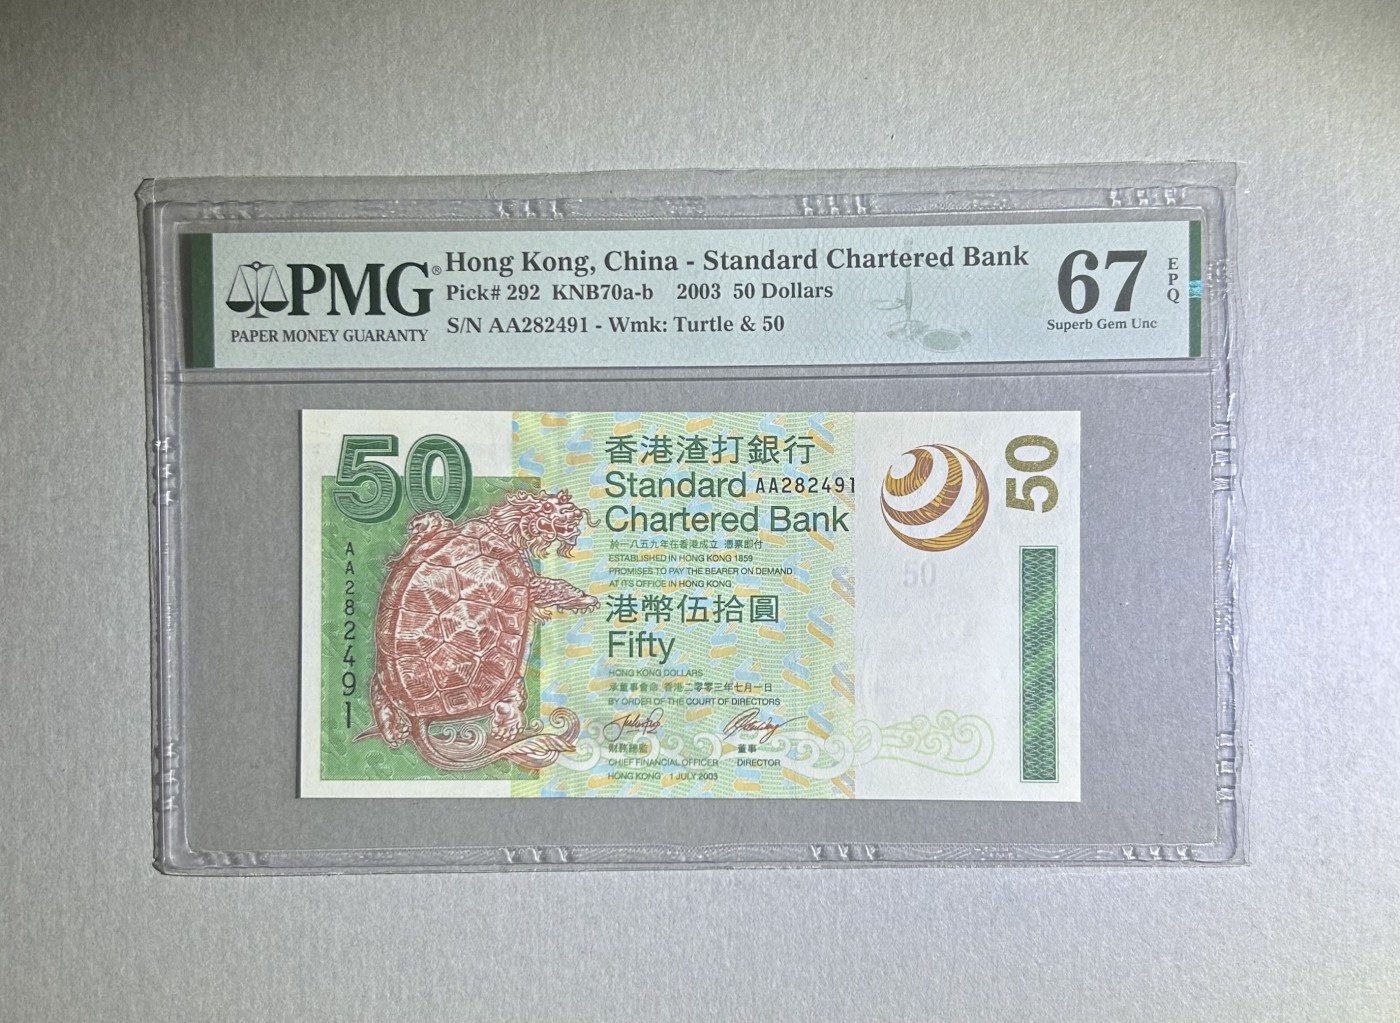 PMG®
PAPER MONEY GUARANTY
Hong Kong, China - Standard Chartered Bank
Pick# 292 KNB70a-b 2003 50 Dollars
S/N AA282491 - Wmk: Turtle & 50
67
EPQ
Superb Gem Unc
50
AA282491
香港渣打銀行
Standard AA282491
Chartered Bank
於一八五九年在香港成立 憑票即付
ESTABLISHED IN HONG KONG 1859
PROMISES TO PAY THE BEARER ON DEMAND
AT ITS OFFICE IN HONG KONG
港幣伍拾圓
Fifty
HONG KONG DOLLARS
承董事會命 香港二零零三年七月一日
BY ORDER OF THE COURT OF DIRECTORS
財務總監 董事
CHIEF FINANCIAL OFFICER DIRECTOR
HONG KONG 1 JULY 2003
50
50